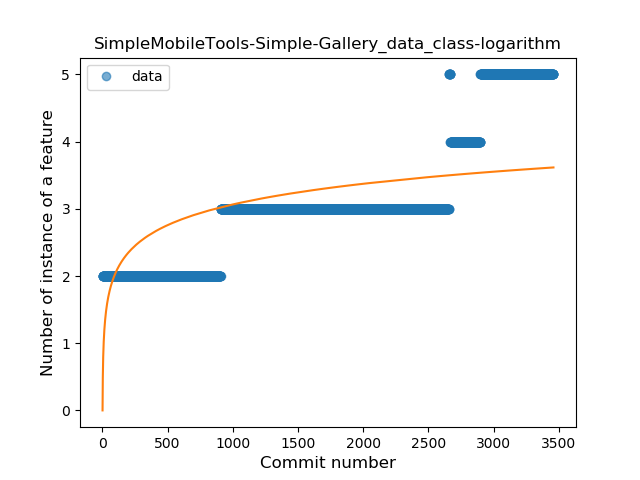 SimpleMobileTools-Simple-Gallery_data_class-logarithm
data
Number of instance of a feature
5
4
3
2
1
0
0 500 1000 1500 2000 2500 3000 3500
Commit number